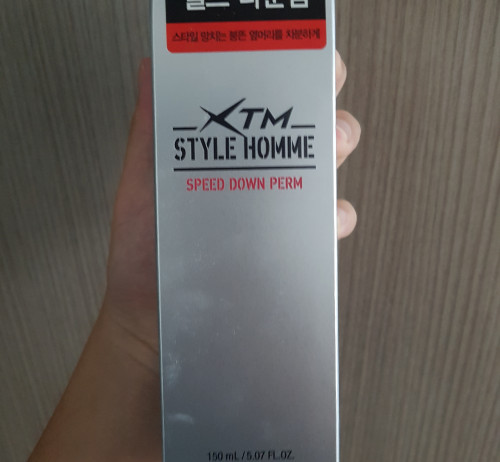 스타일 망치는 붕뜬 옆머리를 차분하게
XTM
STYLE HOMME
SPEED DOWN PERM
150 mL / 5.07 FL.OZ.